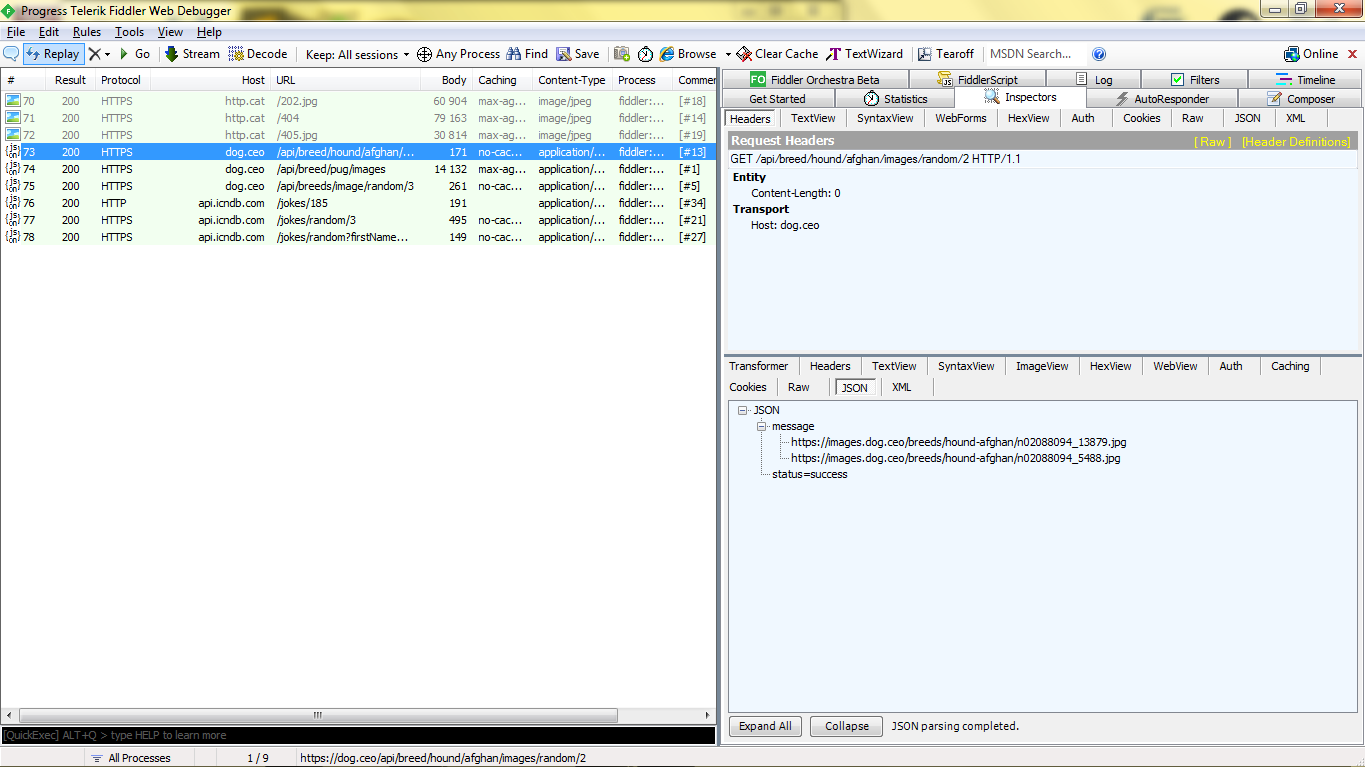 Progress Telerik Fiddler Web Debugger
File Edit Rules Tools View Help
Replay Go Stream Decode Keep: All sessions Any Process Find Save Browse Clear Cache TextWizard Tearoff MSDN Search... Online
# Result Protocol Host URL Body Caching Content-Type Process Commer
70 200 HTTPS http.cat /202.jpg 60 904 max-ag... image/jpeg fiddler:... [#18]
71 200 HTTPS http.cat /404 79 163 max-ag... image/jpeg fiddler:... [#14]
72 200 HTTPS http.cat /405.jpg 30 814 max-ag... image/jpeg fiddler:... [#19]
73 200 HTTPS dog.ceo /api/breed/hound/afghan/... 171 no-cac... application/... fiddler:... [#13]
74 200 HTTPS dog.ceo /api/breed/pug/images 14 132 max-ag... application/... fiddler:... [#1]
75 200 HTTPS dog.ceo /api/breeds/image/random/3 261 no-cac... application/... fiddler:... [#5]
76 200 HTTP api.icndb.com /jokes/185 191 application/... fiddler:... [#34]
77 200 HTTPS api.icndb.com /jokes/random/3 495 no-cac... application/... fiddler:... [#21]
78 200 HTTPS api.icndb.com /jokes/random?firstName... 149 no-cac... application/... fiddler:... [#27]
FO Fiddler Orchestra Beta FiddlerScript Log Filters Timeline
Get Started Statistics Inspectors AutoResponder Composer
Headers TextView SyntaxView WebForms HexView Auth Cookies Raw JSON XML
Request Headers [ Raw ] [Header Definitions]
GET /api/breed/hound/afghan/images/random/2 HTTP/1.1
Entity
Content-Length: 0
Transport
Host: dog.ceo
Transformer Headers TextView SyntaxView ImageView HexView WebView Auth Caching
Cookies Raw JSON XML
JSON
message
https://images.dog.ceo/breeds/hound-afghan/n02088094_13879.jpg
https://images.dog.ceo/breeds/hound-afghan/n02088094_5488.jpg
status=success
Expand All Collapse JSON parsing completed.
[QuickExec] ALT+Q > type HELP to learn more
All Processes 1 / 9 https://dog.ceo/api/breed/hound/afghan/images/random/2